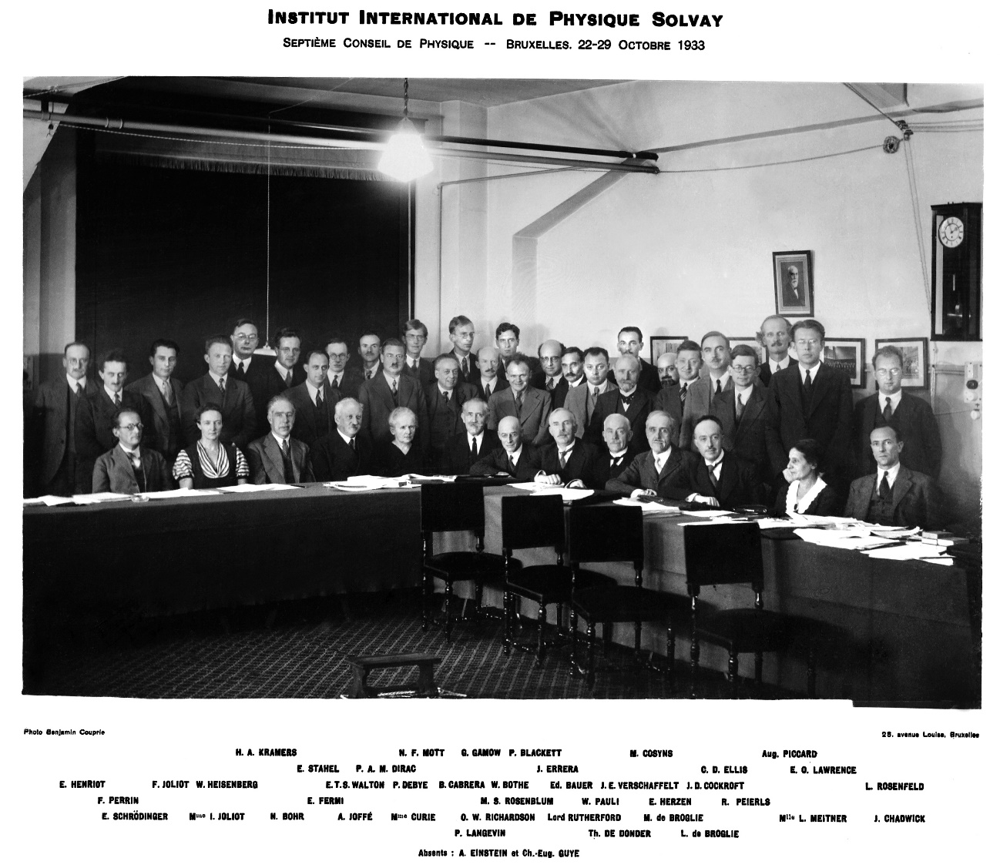 INSTITUT INTERNATIONAL DE PHYSIQUE SOLVAY
SEPTIÈME CONSEIL DE PHYSIQUE -- BRUXELLES. 22-29 OCTOBRE 1933
Photo Benjamin Couprie
28, avenue Louise, Bruxelles
H. A. KRAMERS N. F. MOTT G. GAMOW P. BLACKETT M. COSYNS Aug. PICCARD
E. STAHEL P. A. M. DIRAC J. ERRERA C. D. ELLIS E. O. LAWRENCE
E. HENRIOT F. JOLIOT W. HEISENBERG E.T.S. WALTON P. DEBYE B. CABRERA W. BOTHE Ed. BAUER J. E. VERSCHAFFELT J. D. COCKROFT L. ROSENFELD
F. PERRIN E. FERMI M. S. ROSENBLUM W. PAULI E. HERZEN R. PEIERLS
E. SCHRÖDINGER Mme I. JOLIOT N. BOHR A. JOFFÉ Mme CURIE O. W. RICHARDSON Lord RUTHERFORD M. de BROGLIE Mlle L. MEITNER J. CHADWICK
P. LANGEVIN Th. DE DONDER L. de BROGLIE
Absents : A. EINSTEIN et Ch.-Eug. GUYE